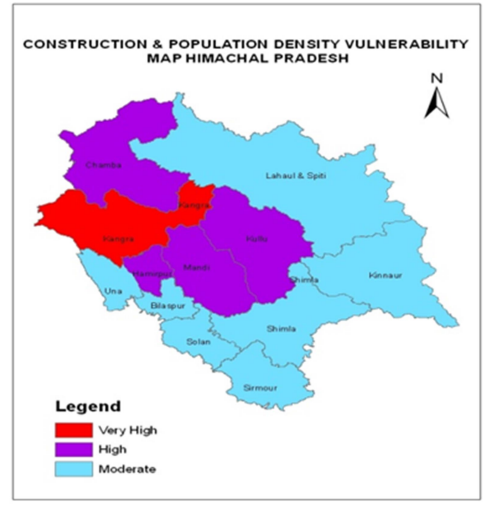 CONSTRUCTION & POPULATION DENSITY VULNERABILITY
MAP HIMACHAL PRADESH
N
Chamba
Lahaul & Spiti
Kangra
Kangra
Kullu
Mandi
Hamirpur
Shimla
Kinnaur
Una
Bilaspur
Shimla
Solan
Sirmour
Legend
Very High
High
Moderate